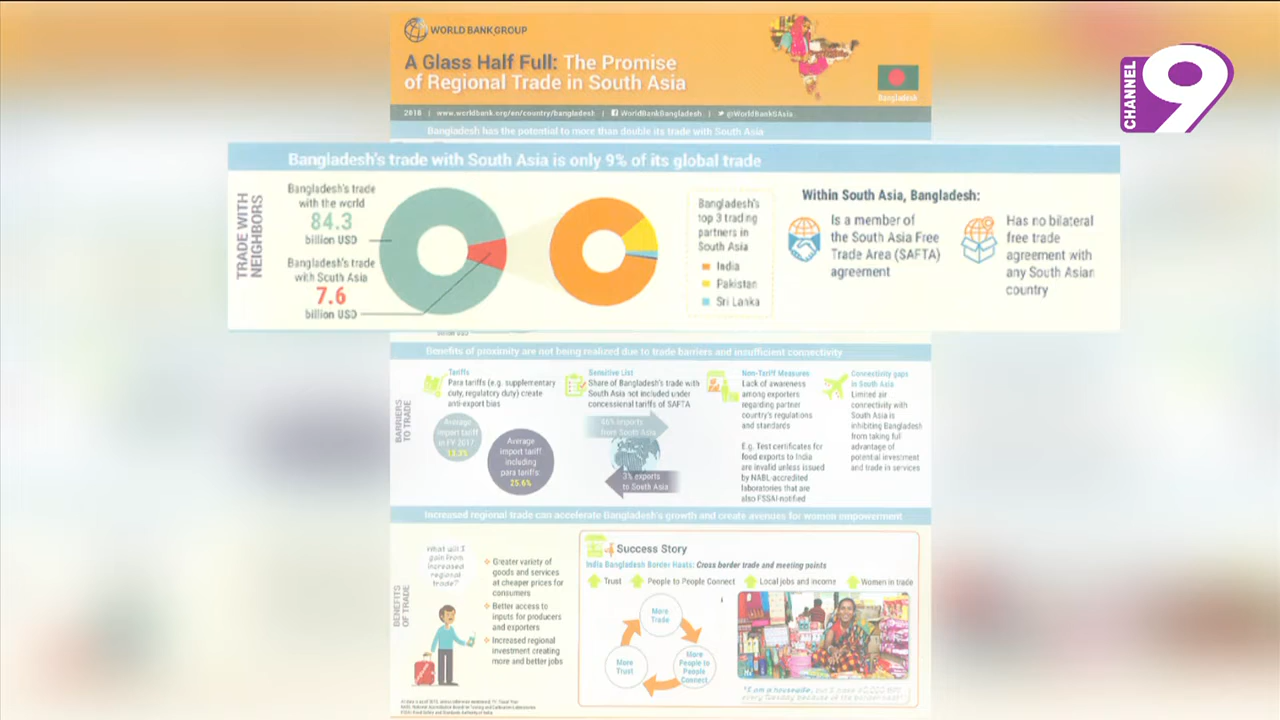 WORLD BANK GROUP
A Glass Half Full: The Promise
of Regional Trade in South Asia
Bangladesh
2018 | www.worldbank.org/en/country/bangladesh | WorldBankBangladesh | @WorldBankSAsia
CHANNEL 9
Bangladesh has the potential to more than double its trade with South Asia
Bangladesh's trade with South Asia is only 9% of its global trade
TRADE WITH
NEIGHBORS
Bangladesh's trade
with the world
84.3
billion USD
Bangladesh's trade
with South Asia
7.6
billion USD
Bangladesh's
top 3 trading
partners in
South Asia
India
Pakistan
Sri Lanka
Within South Asia, Bangladesh:
Is a member of
the South Asia Free
Trade Area (SAFTA)
agreement
Has no bilateral
free trade
agreement with
any South Asian
country
Benefits of proximity are not being realized due to trade barriers and insufficient connectivity
BARRIERS
TO TRADE
Tariffs
Para tariffs (e.g. supplementary
duty, regulatory duty) create
anti-export bias
Average
import tariff
in FY 2017
13.3%
Average
import tariff
including
para tariffs
25.6%
Sensitive List
Share of Bangladesh's trade with
South Asia not included under
concessional tariffs of SAFTA
46% imports
from South Asia
3% exports
to South Asia
Non-Tariff Measures
Lack of awareness
among exporters
regarding partner
country's regulations
and standards
E.g. Test certificates for
food exports to India
are invalid unless issued
by NABL-accredited
laboratories that are
also FSSAI-notified
Connectivity gaps
in South Asia
Limited air
connectivity with
South Asia is
inhibiting Bangladesh
from taking full
advantage of
potential investment
and trade in services
Increased regional trade can accelerate Bangladesh's growth and create avenues for women empowerment
BENEFITS
OF TRADE
What will I
gain from
increased
regional
trade?
Greater variety of
goods and services
at cheaper prices for
consumers
Better access to
inputs for producers
and exporters
Increased regional
investment creating
more and better jobs
Success Story
India Bangladesh Border Haats: Cross border trade and meeting points
Trust People to People Connect Local jobs and income Women in trade
More
Trade
More
Trust
More
People to
People
Connect
"I am a housewife, but I make
every Tuesday because of the border haat"